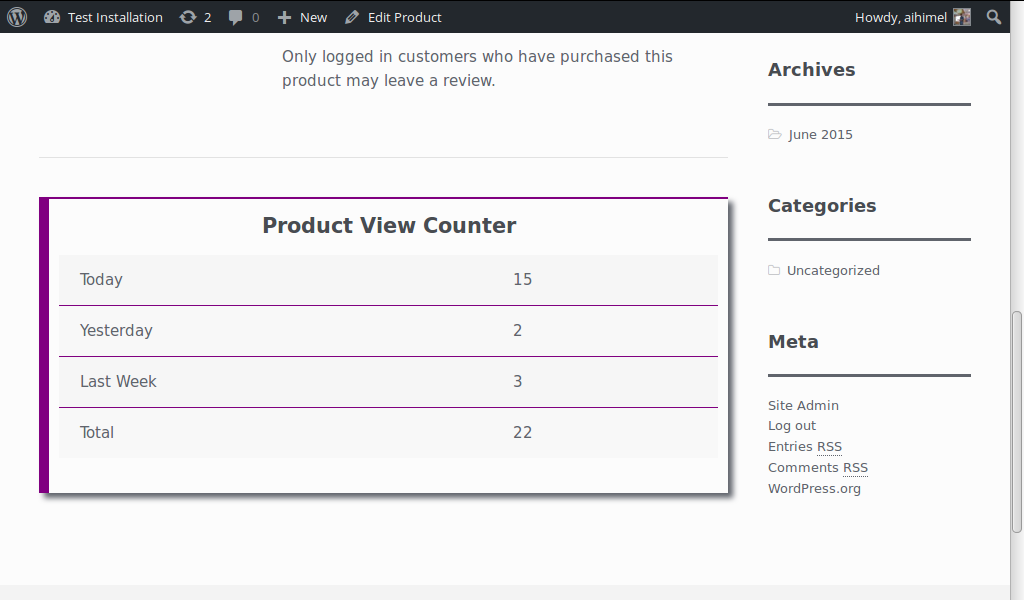 Test Installation 2 0 New Edit Product Howdy, aihimel
Only logged in customers who have purchased this
product may leave a review.
Product View Counter
Today 15
Yesterday 2
Last Week 3
Total 22
Archives
June 2015
Categories
Uncategorized
Meta
Site Admin
Log out
Entries RSS
Comments RSS
WordPress.org